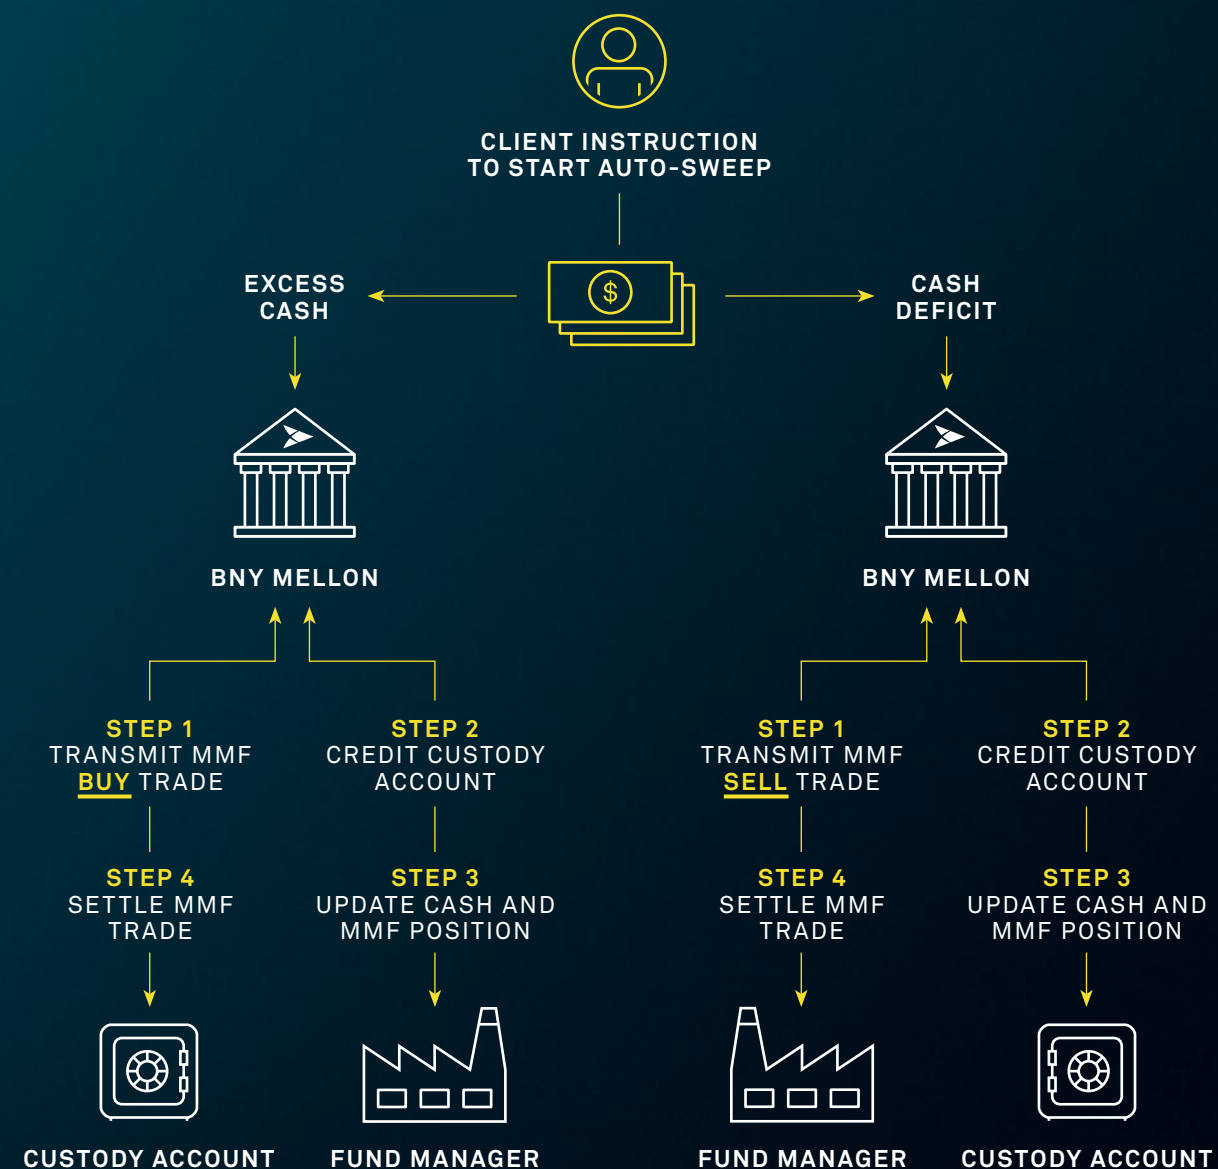 CLIENT INSTRUCTION
TO START AUTO-SWEEP
EXCESS
CASH
$
CASH
DEFICIT
BNY MELLON
BNY MELLON
STEP 1
TRANSMIT MMF
BUY TRADE
STEP 2
CREDIT CUSTODY
ACCOUNT
STEP 1
TRANSMIT MMF
SELL TRADE
STEP 2
CREDIT CUSTODY
ACCOUNT
STEP 4
SETTLE MMF
TRADE
STEP 3
UPDATE CASH AND
MMF POSITION
STEP 4
SETTLE MMF
TRADE
STEP 3
UPDATE CASH AND
MMF POSITION
CUSTODY ACCOUNT
FUND MANAGER
FUND MANAGER
CUSTODY ACCOUNT